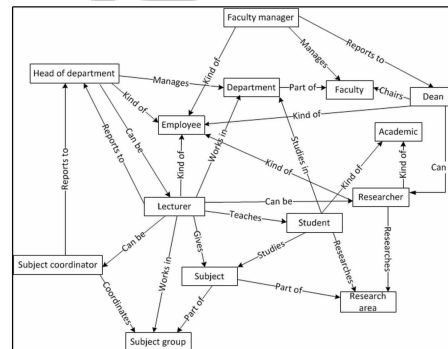 Faculty manager
Manages
Reports to
Kind of
Head of department
Manages
Department
Part of
Faculty
Chairs
Dean
Kind of
Can be
Employee
Kind of
Academic
Reports to
Reports to
Kind of
Works in
Studies in
Kind of
Kind of
Kind of
Can
Lecturer
Can be
Researcher
Teaches
Student
Can be
Works in
Gives
Studies
Researches
Researches
Subject coordinator
Subject
Part of
Research
area
Coordinates
Part of
Subject group